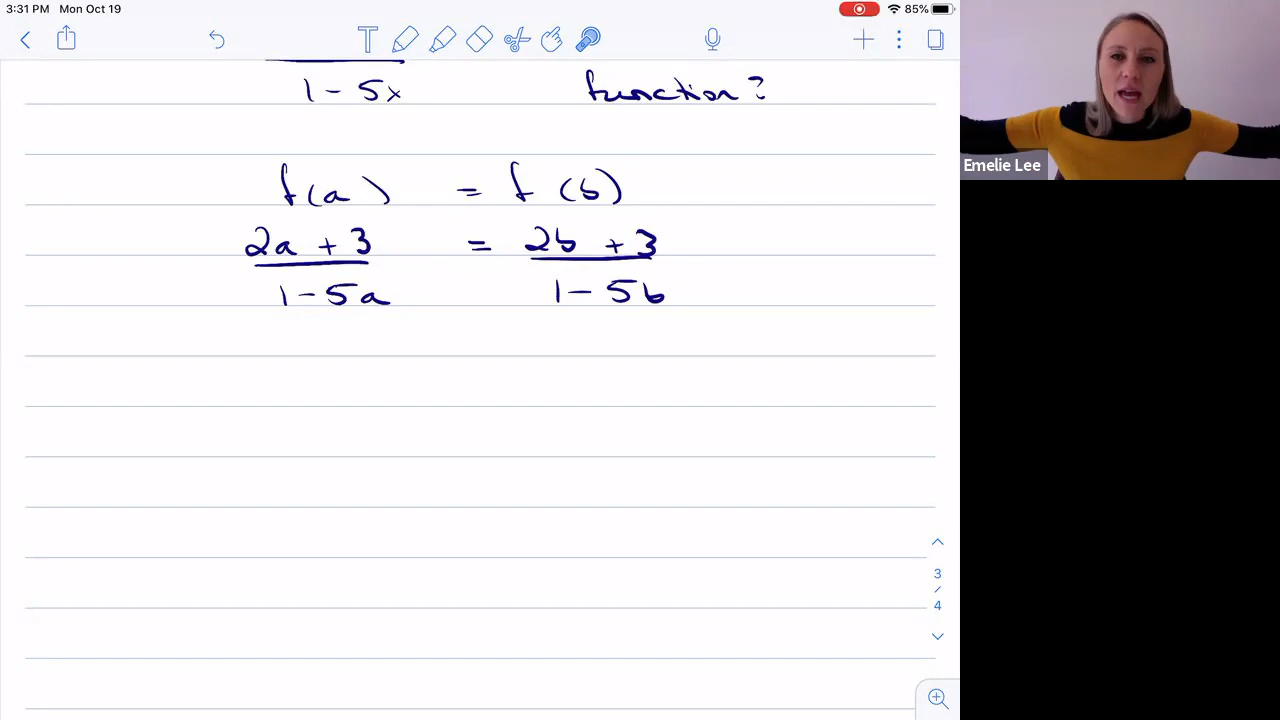 3:31 PM Mon Oct 19
85%
1 - 5x function?
Emelie Lee
f(a) = f(b)
2a + 3 = 2b + 3
1 - 5a 1 - 5b
3
/
4